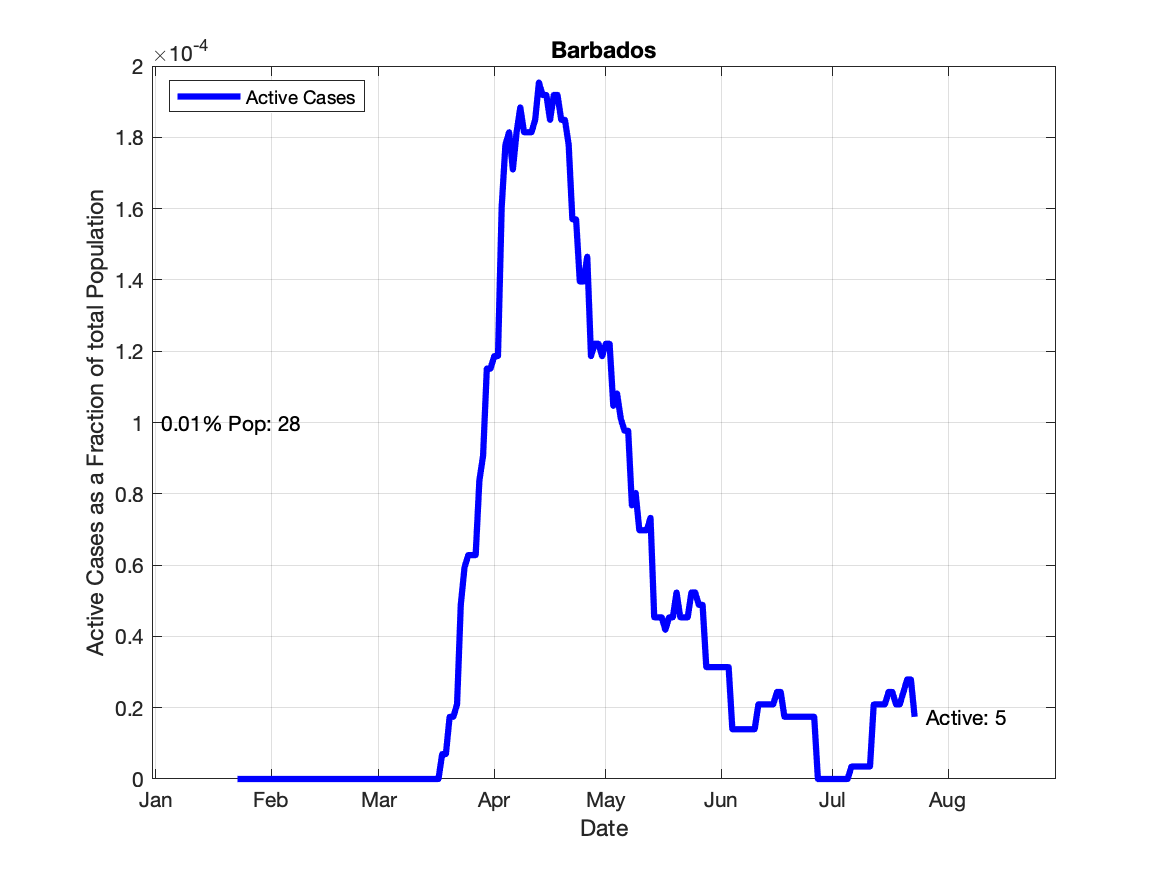 Barbados
×10-4
Active Cases
2
1.8
1.6
1.4
1.2
1
0.8
0.6
0.4
0.2
0
Active Cases as a Fraction of total Population
0.01% Pop: 28
Active: 5
Jan Feb Mar Apr May Jun Jul Aug
Date